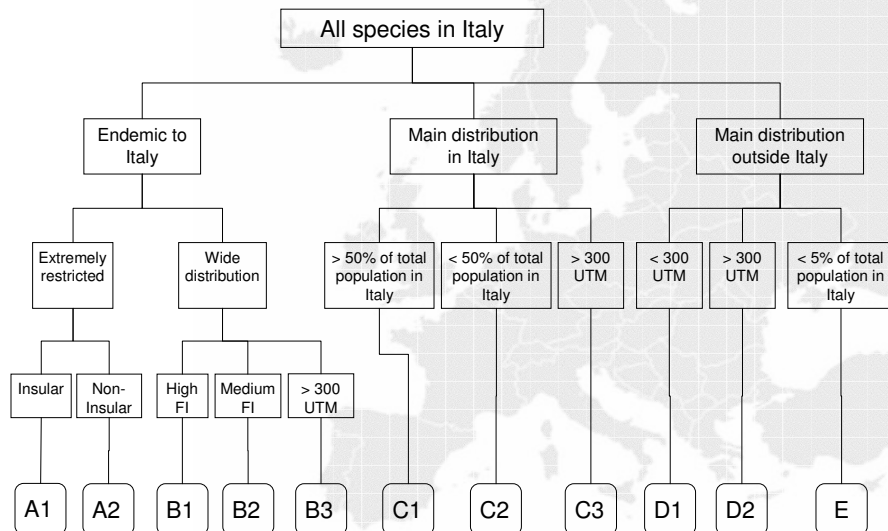 All species in Italy
Endemic to
Italy
Main distribution
in Italy
Main distribution
outside Italy
Extremely
restricted
Wide
distribution
> 50% of total
population in
Italy
< 50% of total
population in
Italy
> 300
UTM
< 300
UTM
> 300
UTM
< 5% of total
population in
Italy
Insular
Non-
Insular
High
FI
Medium
FI
> 300
UTM
A1
A2
B1
B2
B3
C1
C2
C3
D1
D2
E